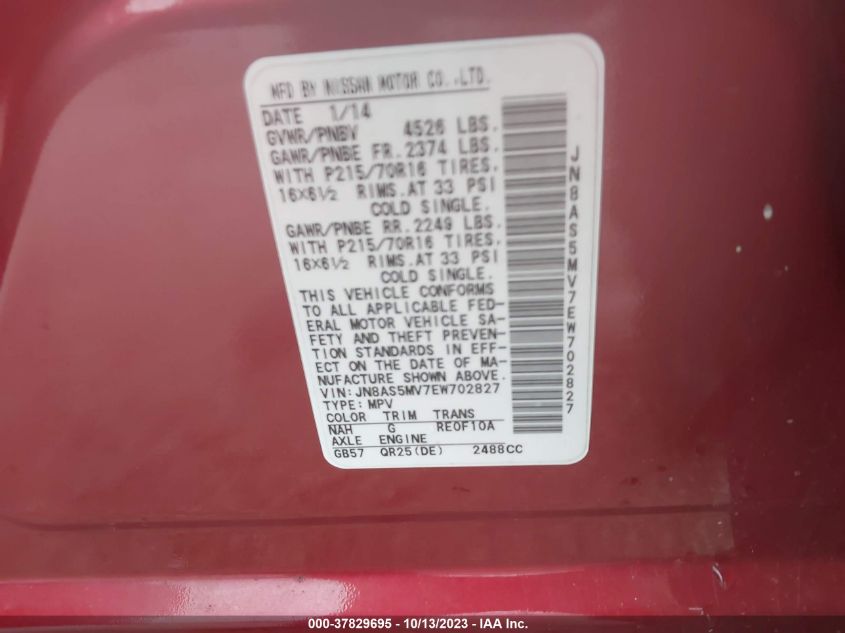 MFD BY NISSAN MOTOR CO.,LTD.
DATE 1/14
GVWR/PNBV 4526 LBS.
GAWR/PNBE FR. 2374 LBS.
WITH P215/70R16 TIRES,
16X6½ RIMS.AT 33 PSI
COLD SINGLE.
GAWR/PNBE RR. 2249 LBS.
WITH P215/70R16 TIRES,
16X6½ RIMS.AT 33 PSI
COLD SINGLE.
THIS VEHICLE CONFORMS
TO ALL APPLICABLE FED-
ERAL MOTOR VEHICLE SA-
FETY AND THEFT PREVEN-
TION STANDARDS IN EFF-
ECT ON THE DATE OF MA-
NUFACTURE SHOWN ABOVE.
VIN: JN8AS5MV7EW702827
TYPE: MPV
COLOR TRIM TRANS
NAH G RE0F10A
AXLE ENGINE
GB57 QR25(DE) 2488CC
JN8AS5MV7EW702827
000-37829695 - 10/13/2023 - IAA Inc.